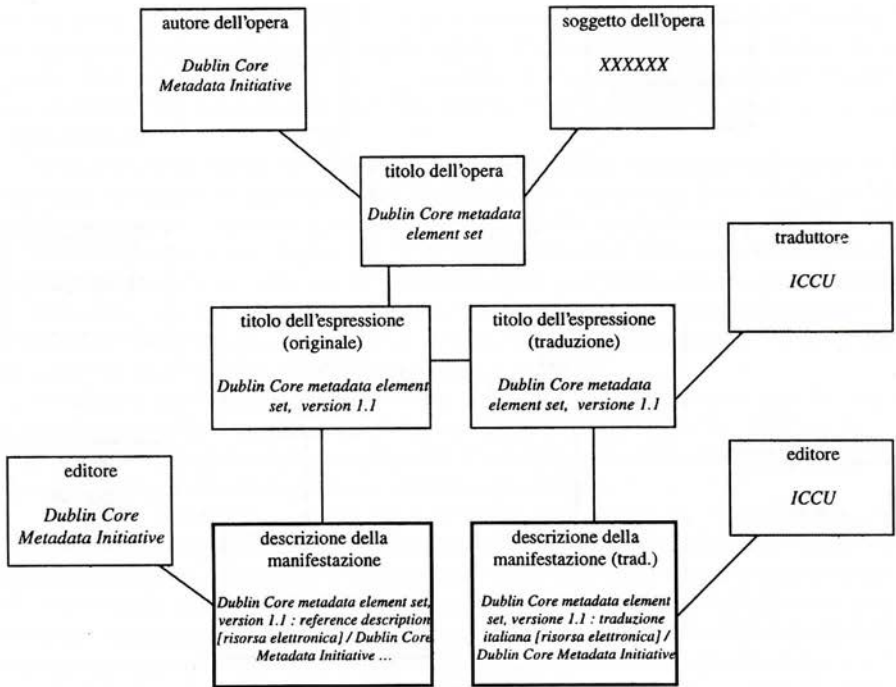 autore dell'opera
Dublin Core
Metadata Initiative
soggetto dell'opera
XXXXXX
titolo dell'opera
Dublin Core metadata
element set
traduttore
ICCU
titolo dell'espressione
(originale)
Dublin Core metadata element
set, version 1.1
titolo dell'espressione
(traduzione)
Dublin Core metadata
element set, versione 1.1
editore
Dublin Core
Metadata Initiative
editore
ICCU
descrizione della
manifestazione
Dublin Core metadata element set,
version 1.1 : reference description
[risorsa elettronica] / Dublin Core
Metadata Initiative ...
descrizione della
manifestazione (trad.)
Dublin Core metadata element
set, versione 1.1 : traduzione
italiana [risorsa elettronica] /
Dublin Core Metadata Initiative